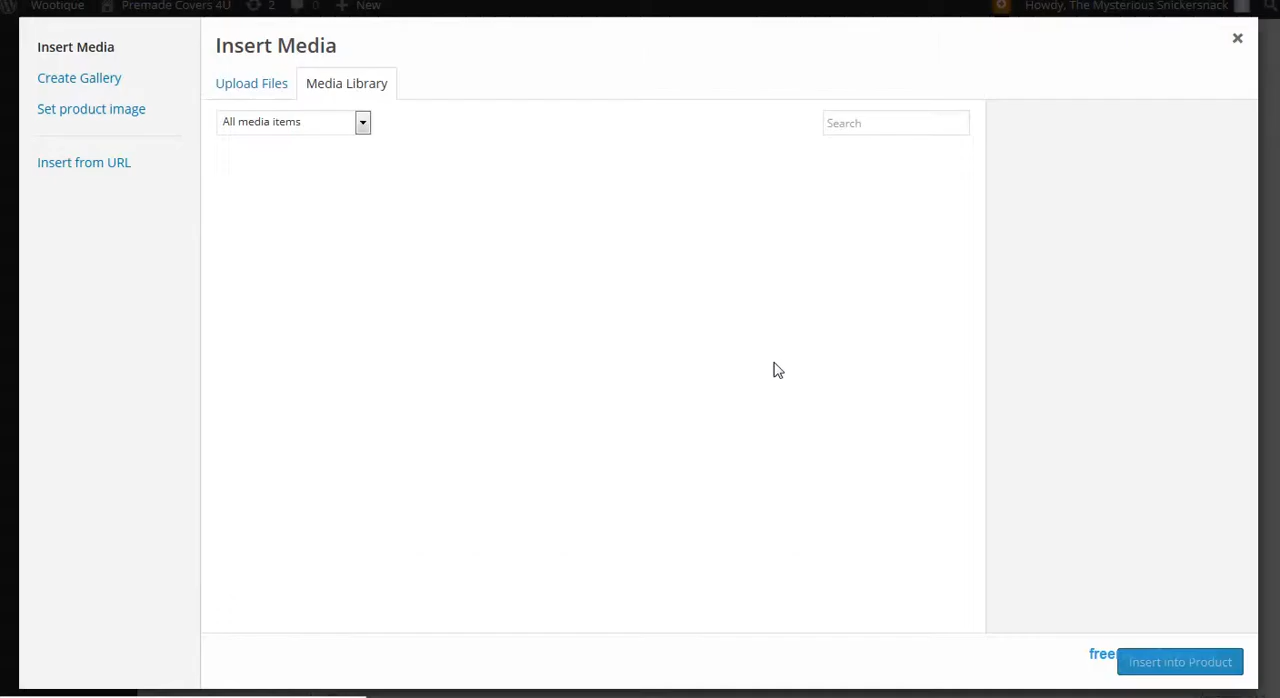 Wootique Premade Covers 4U 2 0 New Howdy, The Mysterious Snickersnack
Insert Media
Create Gallery
Set product image
Insert from URL
Insert Media
Upload Files Media Library
All media items Search
free
Insert into Product